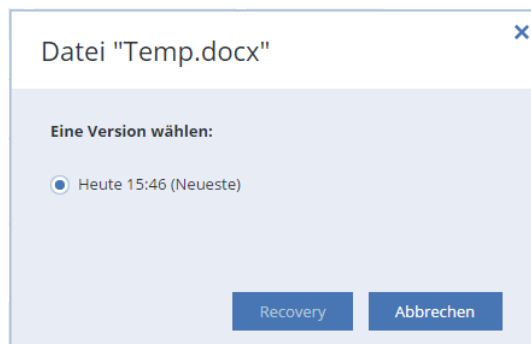 Datei "Temp.docx"
Eine Version wählen:
Heute 15:46 (Neueste)
Recovery
Abbrechen